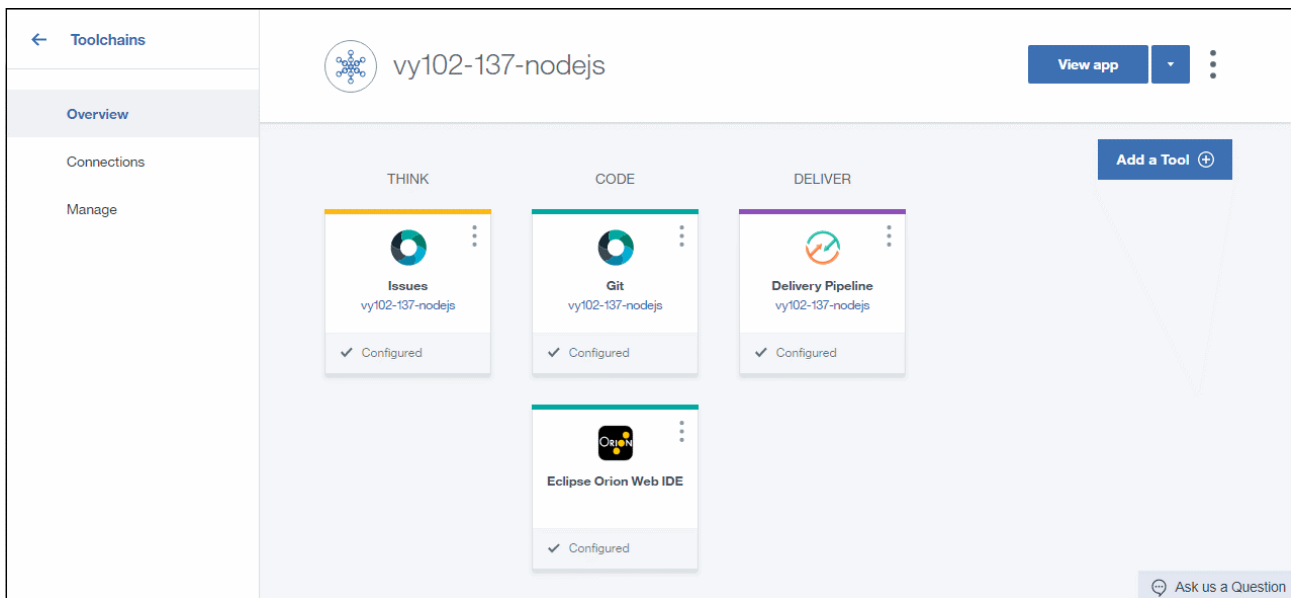 Toolchains
vy102-137-nodejs
View app
Overview
Connections
Manage
Add a Tool
THINK
CODE
DELIVER
Issues
vy102-137-nodejs
Configured
Git
vy102-137-nodejs
Configured
Delivery Pipeline
vy102-137-nodejs
Configured
ORION
Eclipse Orion Web IDE
Configured
Ask us a Question